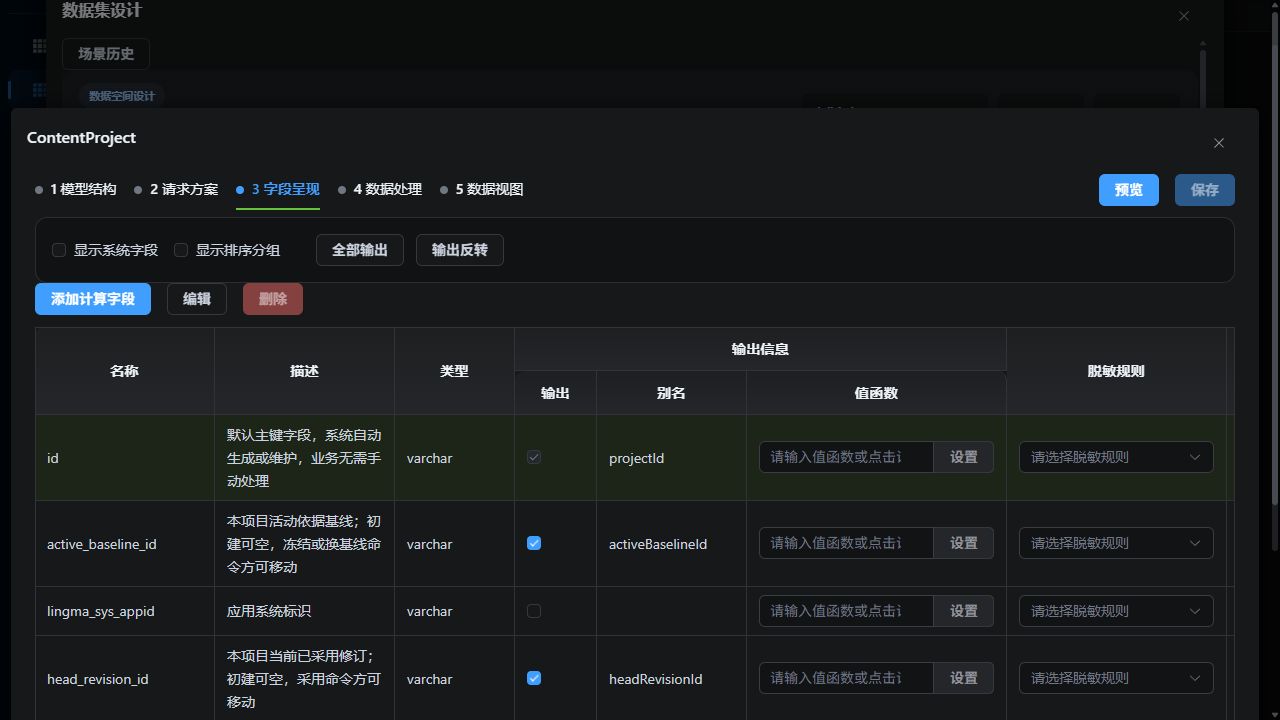 数据集设计
场景历史
数据空间设计
ContentProject
1 模型结构 2 请求方案 3 字段呈现 4 数据处理 5 数据视图 预览 保存
显示系统字段 显示排序分组 全部输出 输出反转
添加计算字段 编辑 删除
名称 描述 类型 输出信息 脱敏规则
输出 别名 值函数
id 默认主键字段，系统自动生成或维护，业务无需手动处理 varchar projectId 请输入值函数或点击 设置 请选择脱敏规则
active_baseline_id 本项目活动依据基线；初建可空，冻结或换基线命令方可移动 varchar activeBaselineId 请输入值函数或点击 设置 请选择脱敏规则
lingma_sys_appid 应用系统标识 varchar 请输入值函数或点击 设置 请选择脱敏规则
head_revision_id 本项目当前已采用修订；初建可空，采用命令方可移动 varchar headRevisionId 请输入值函数或点击 设置 请选择脱敏规则